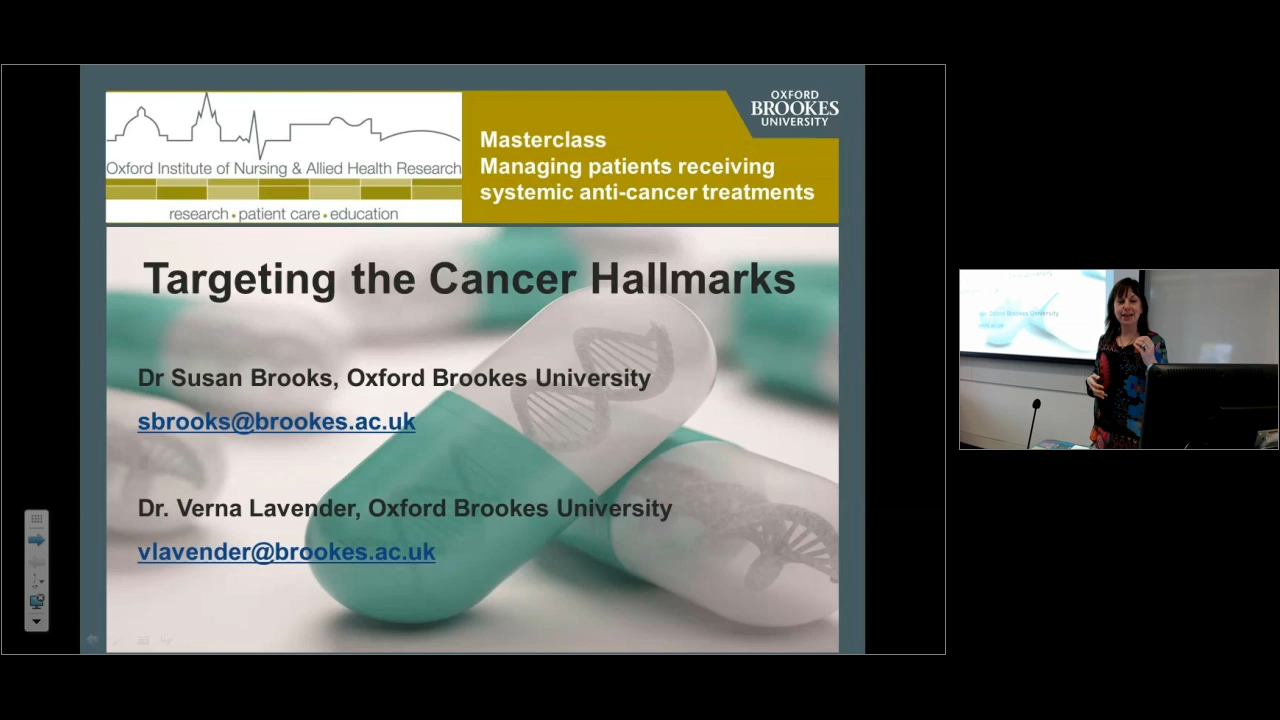 Oxford Institute of Nursing & Allied Health Research
research • patient care • education
Masterclass
Managing patients receiving
systemic anti-cancer treatments
OXFORD
BROOKES
UNIVERSITY
Targeting the Cancer Hallmarks
Dr Susan Brooks, Oxford Brookes University
sbrooks@brookes.ac.uk
Dr. Verna Lavender, Oxford Brookes University
vlavender@brookes.ac.uk
Brookes University